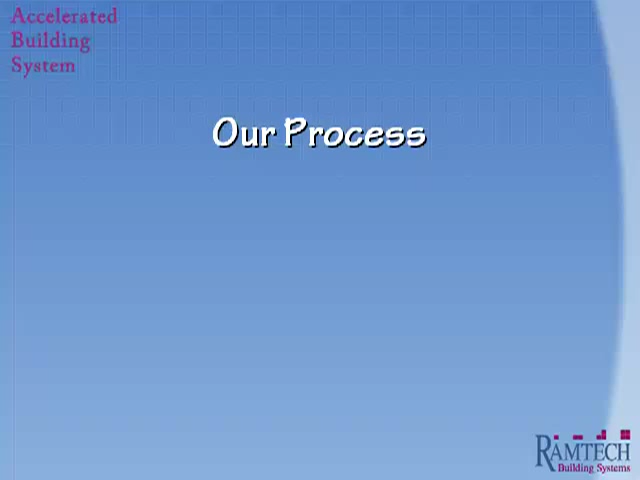 Accelerated
Building
System
Our Process
RAMTECH
Building Systems